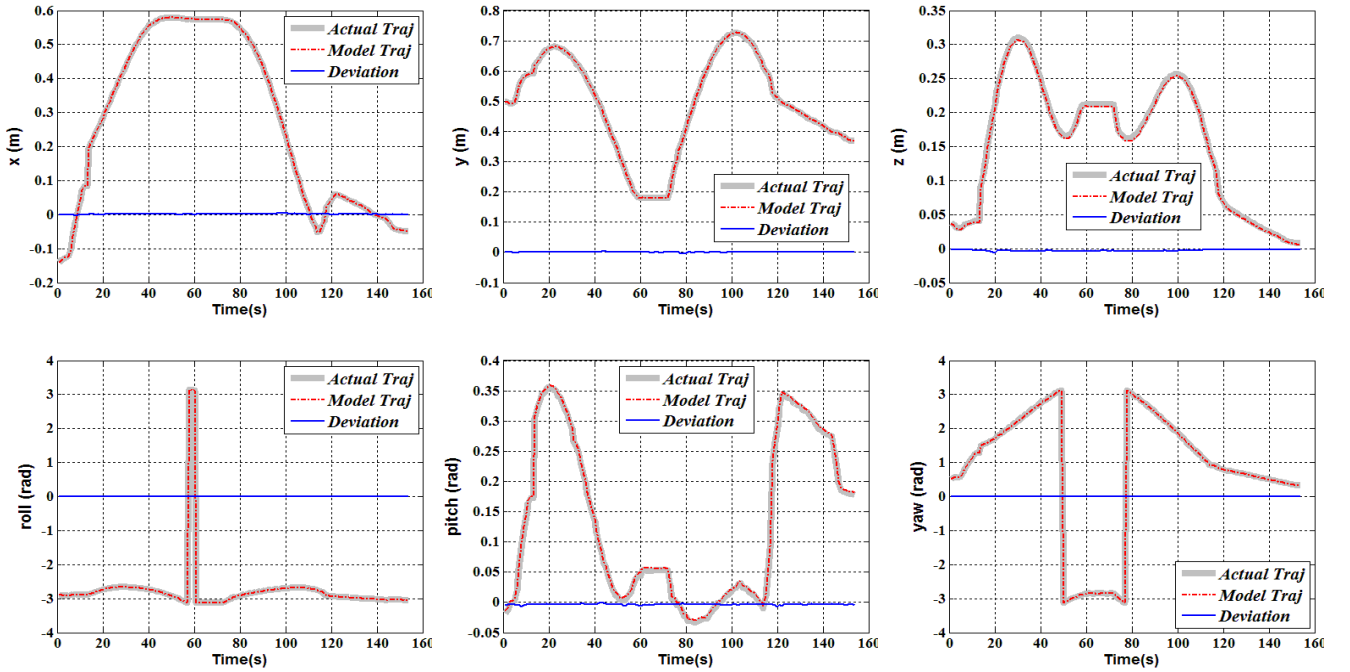 0.6
0.5
0.4
0.3
0.2
0.1
0
-0.1
-0.2
x (m)
Actual Traj
Model Traj
Deviation
0 20 40 60 80 100 120 140 160
Time(s)
0.8
0.7
0.6
0.5
0.4
0.3
0.2
0.1
0
-0.1
y (m)
Actual Traj
Model Traj
Deviation
0 20 40 60 80 100 120 140 160
Time(s)
0.35
0.3
0.25
0.2
0.15
0.1
0.05
0
-0.05
z (m)
Actual Traj
Model Traj
Deviation
0 20 40 60 80 100 120 140 160
Time(s)
4
3
2
1
0
-1
-2
-3
-4
roll (rad)
Actual Traj
Model Traj
Deviation
0 20 40 60 80 100 120 140 160
Time(s)
0.4
0.35
0.3
0.25
0.2
0.15
0.1
0.05
0
-0.05
pitch (rad)
Actual Traj
Model Traj
Deviation
0 20 40 60 80 100 120 140 160
Time(s)
4
3
2
1
0
-1
-2
-3
-4
yaw (rad)
Actual Traj
Model Traj
Deviation
0 20 40 60 80 100 120 140 160
Time(s)